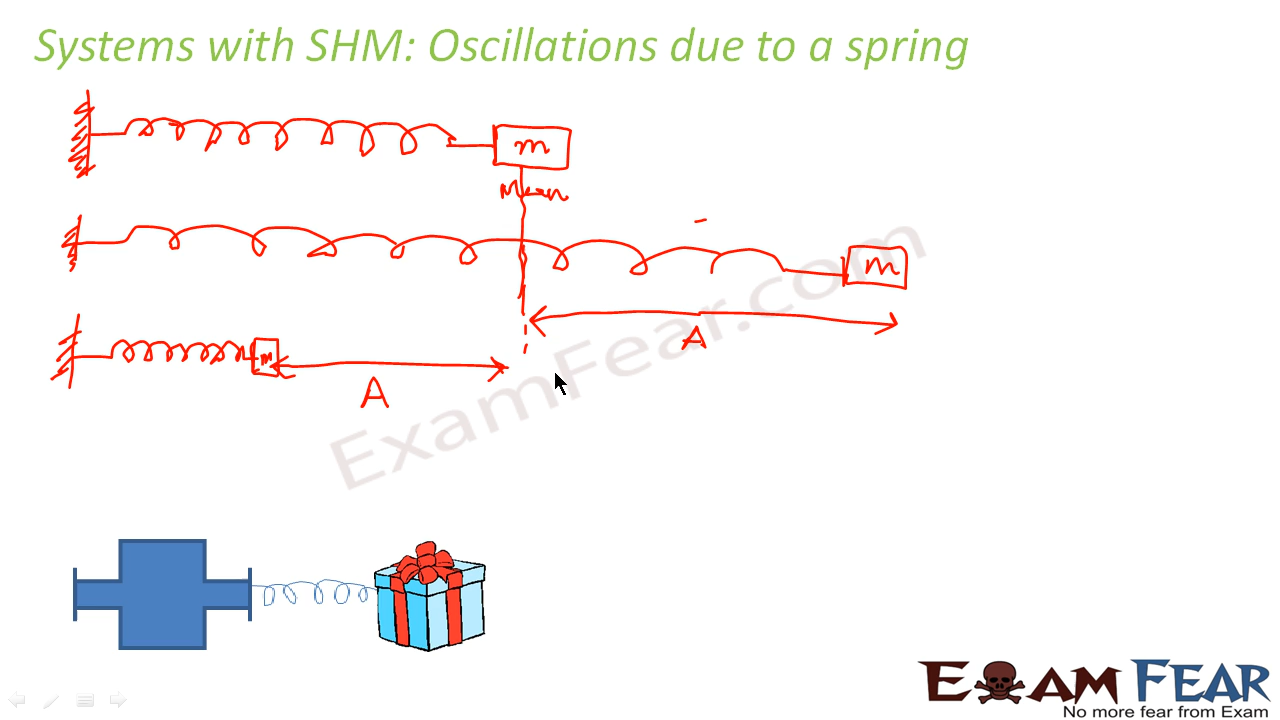 Systems with SHM: Oscillations due to a spring
m
Mean
m
A
m
A
ExamFear.com
EXAM FEAR
No more fear from Exam